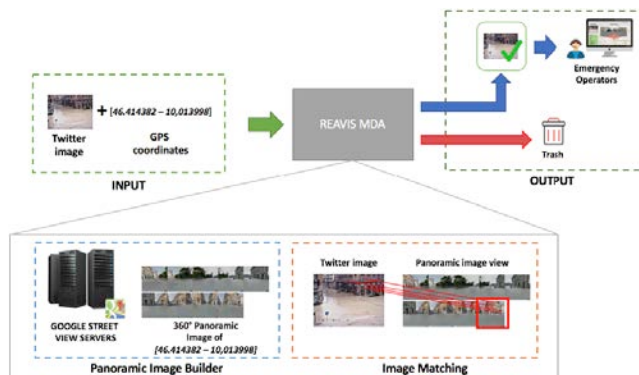 Emergency
Operators
+ [46.414382 – 10,013998]
Twitter
image
GPS
coordinates
INPUT
REAVIS MDA
Trash
OUTPUT
GOOGLE STREET
VIEW SERVERS
360° Panoramic
Image of
[46.414382 – 10,013998]
Panoramic Image Builder
Twitter image
Panoramic image view
Image Matching